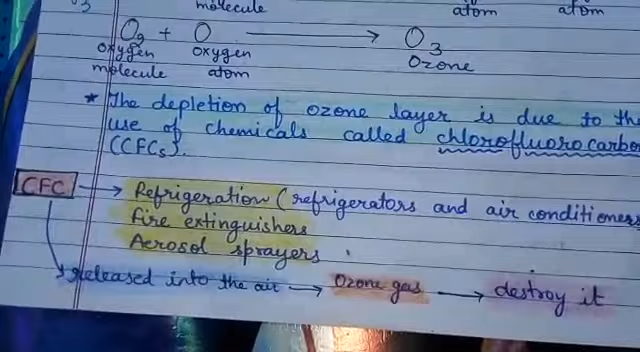 molecule atom atom
O2 + O → O3
oxygen oxygen Ozone
molecule atom
* The depletion of ozone layer is due to the
use of chemicals called chlorofluorocarbon
(CFCs).
CFC → Refrigeration (refrigerators and air conditioners
Fire extinguishers
Aerosol sprayers
released into the air → Ozone gas → destroy it